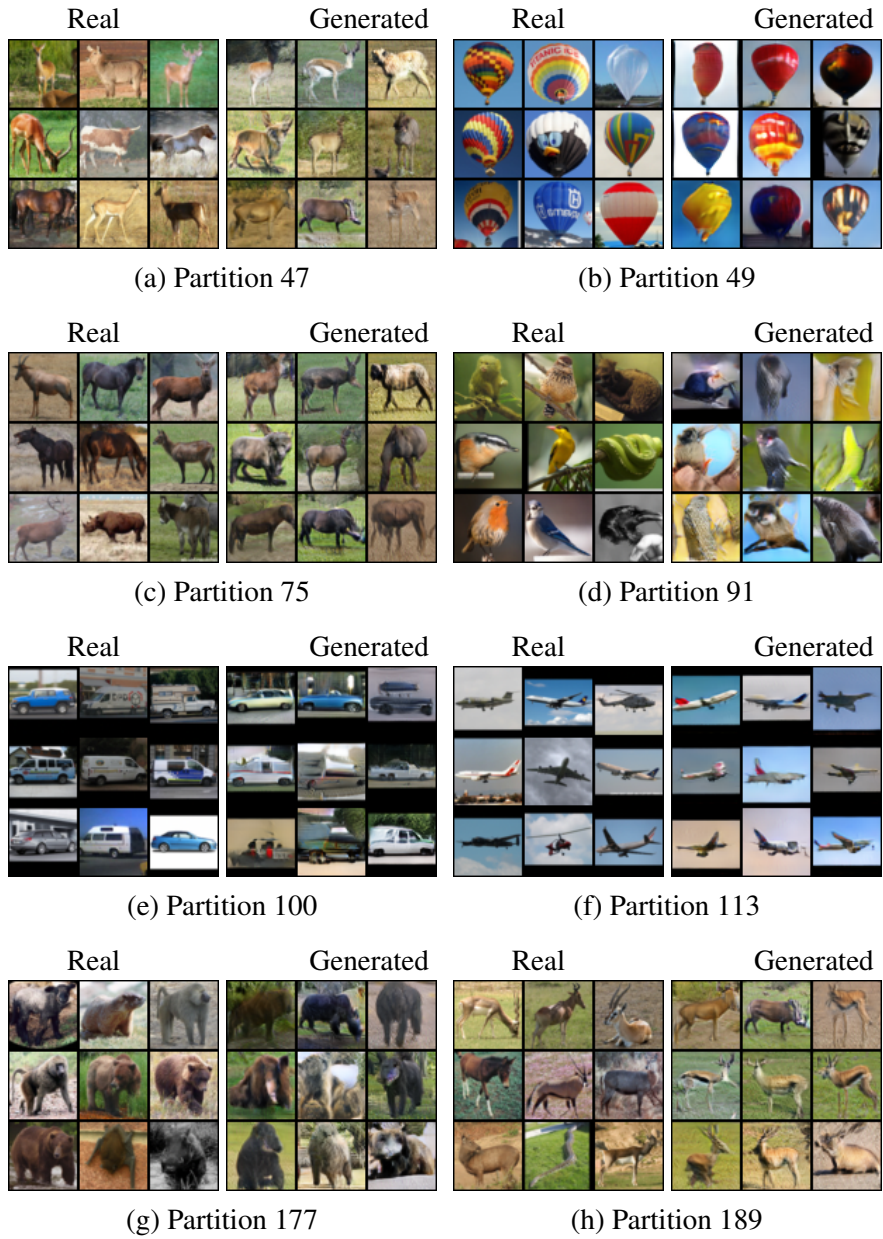 Real Generated Real Generated
(a) Partition 47 (b) Partition 49
Real Generated Real Generated
(c) Partition 75 (d) Partition 91
Real Generated Real Generated
(e) Partition 100 (f) Partition 113
Real Generated Real Generated
(g) Partition 177 (h) Partition 189